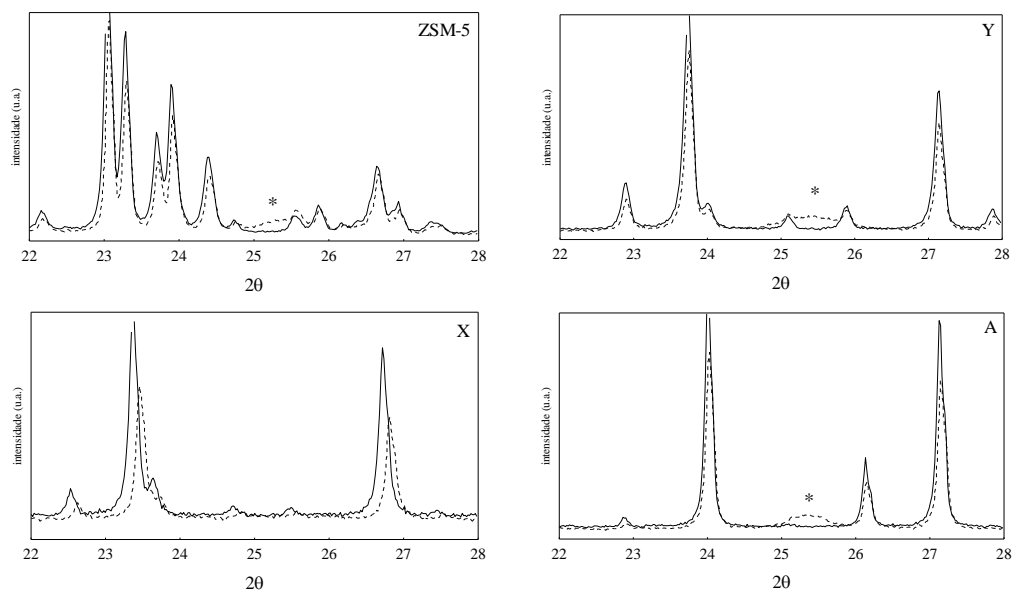 ZSM-5
intensidade (u.a.)
*
22 23 24 25 26 27 28
2θ
Y
intensidade (u.a.)
*
22 23 24 25 26 27 28
2θ
X
intensidade (u.a.)
22 23 24 25 26 27 28
2θ
A
intensidade (u.a.)
*
22 23 24 25 26 27 28
2θ